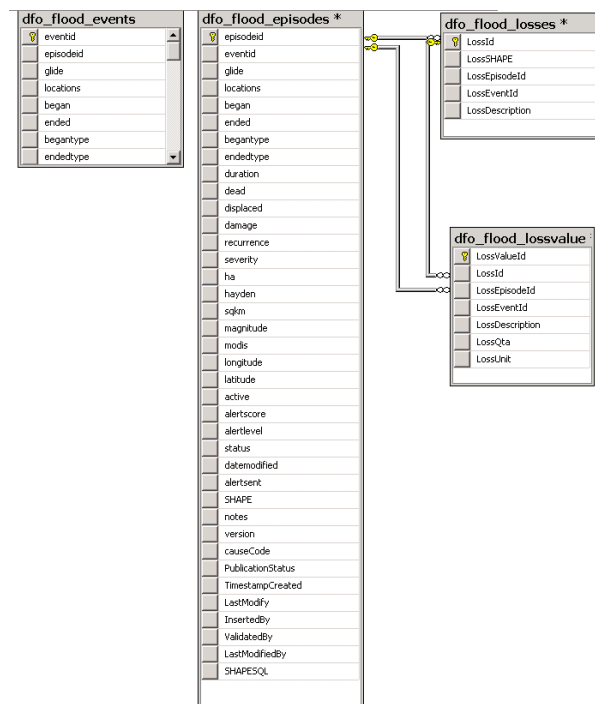 dfo_flood_events
eventid
episodeid
glide
locations
began
ended
begantype
endedtype
dfo_flood_episodes *
episodeid
eventid
glide
locations
began
ended
begantype
endedtype
duration
dead
displaced
damage
recurrence
severity
ha
hayden
sqkm
magnitude
modis
longitude
latitude
active
alertscore
alertlevel
status
datemodified
alertsent
SHAPE
notes
version
causeCode
PublicationStatus
TimestampCreated
LastModify
InsertedBy
ValidatedBy
LastModifiedBy
SHAPESQL
dfo_flood_losses *
LossId
LossSHAPE
LossEpisodeId
LossEventId
LossDescription
dfo_flood_lossvalue
LossValueId
LossId
LossEpisodeId
LossEventId
LossDescription
LossQta
LossUnit